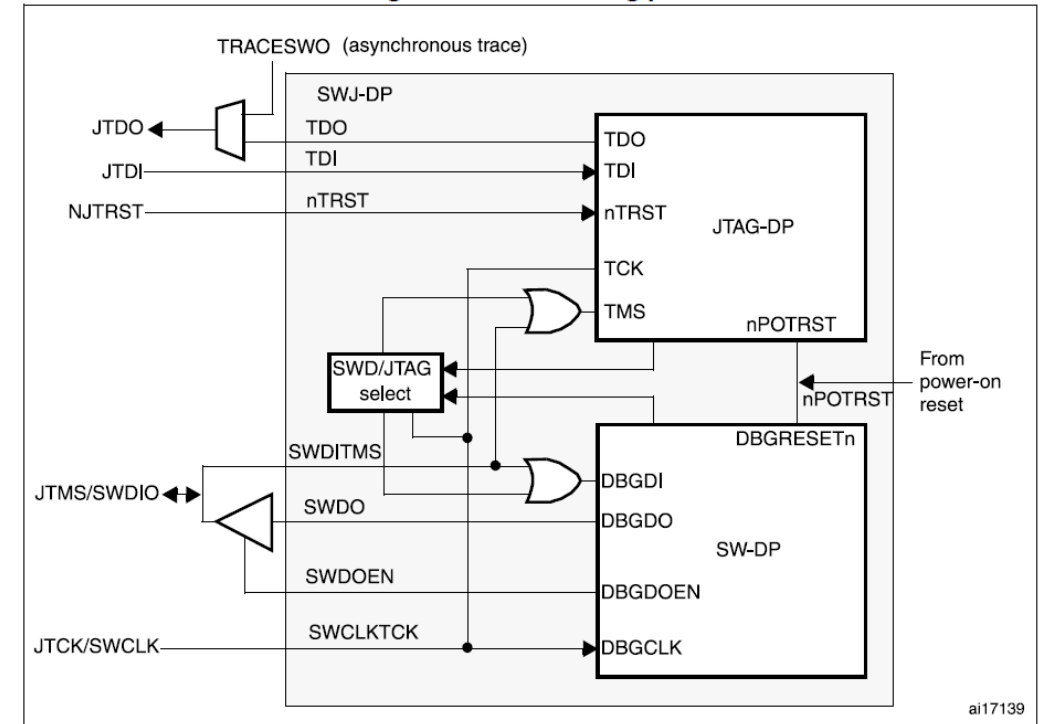 TRACESWO (asynchronous trace)
SWJ-DP
JTDO
TDO
TDO
JTDI
TDI
TDI
NJTRST
nTRST
nTRST
JTAG-DP
TCK
TMS
nPOTRST
SWD/JTAG
select
From
power-on
reset
nPOTRST
DBGRESETn
SWDITMS
DBGDI
JTMS/SWDIO
SWDO
DBGDO
SW-DP
SWDOEN
DBGDOEN
JTCK/SWCLK
SWCLKTCK
DBGCLK
ai17139